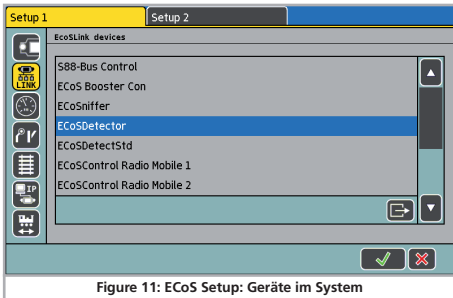 Setup 1
Setup 2
EcoSLink devices
S88-Bus Control
ECoS Booster Con
ECoSniffer
ECoSDetector
ECoSDetectStd
ECoSControl Radio Mobile 1
ECoSControl Radio Mobile 2
LINK
IP
Figure 11: ECoS Setup: Geräte im System